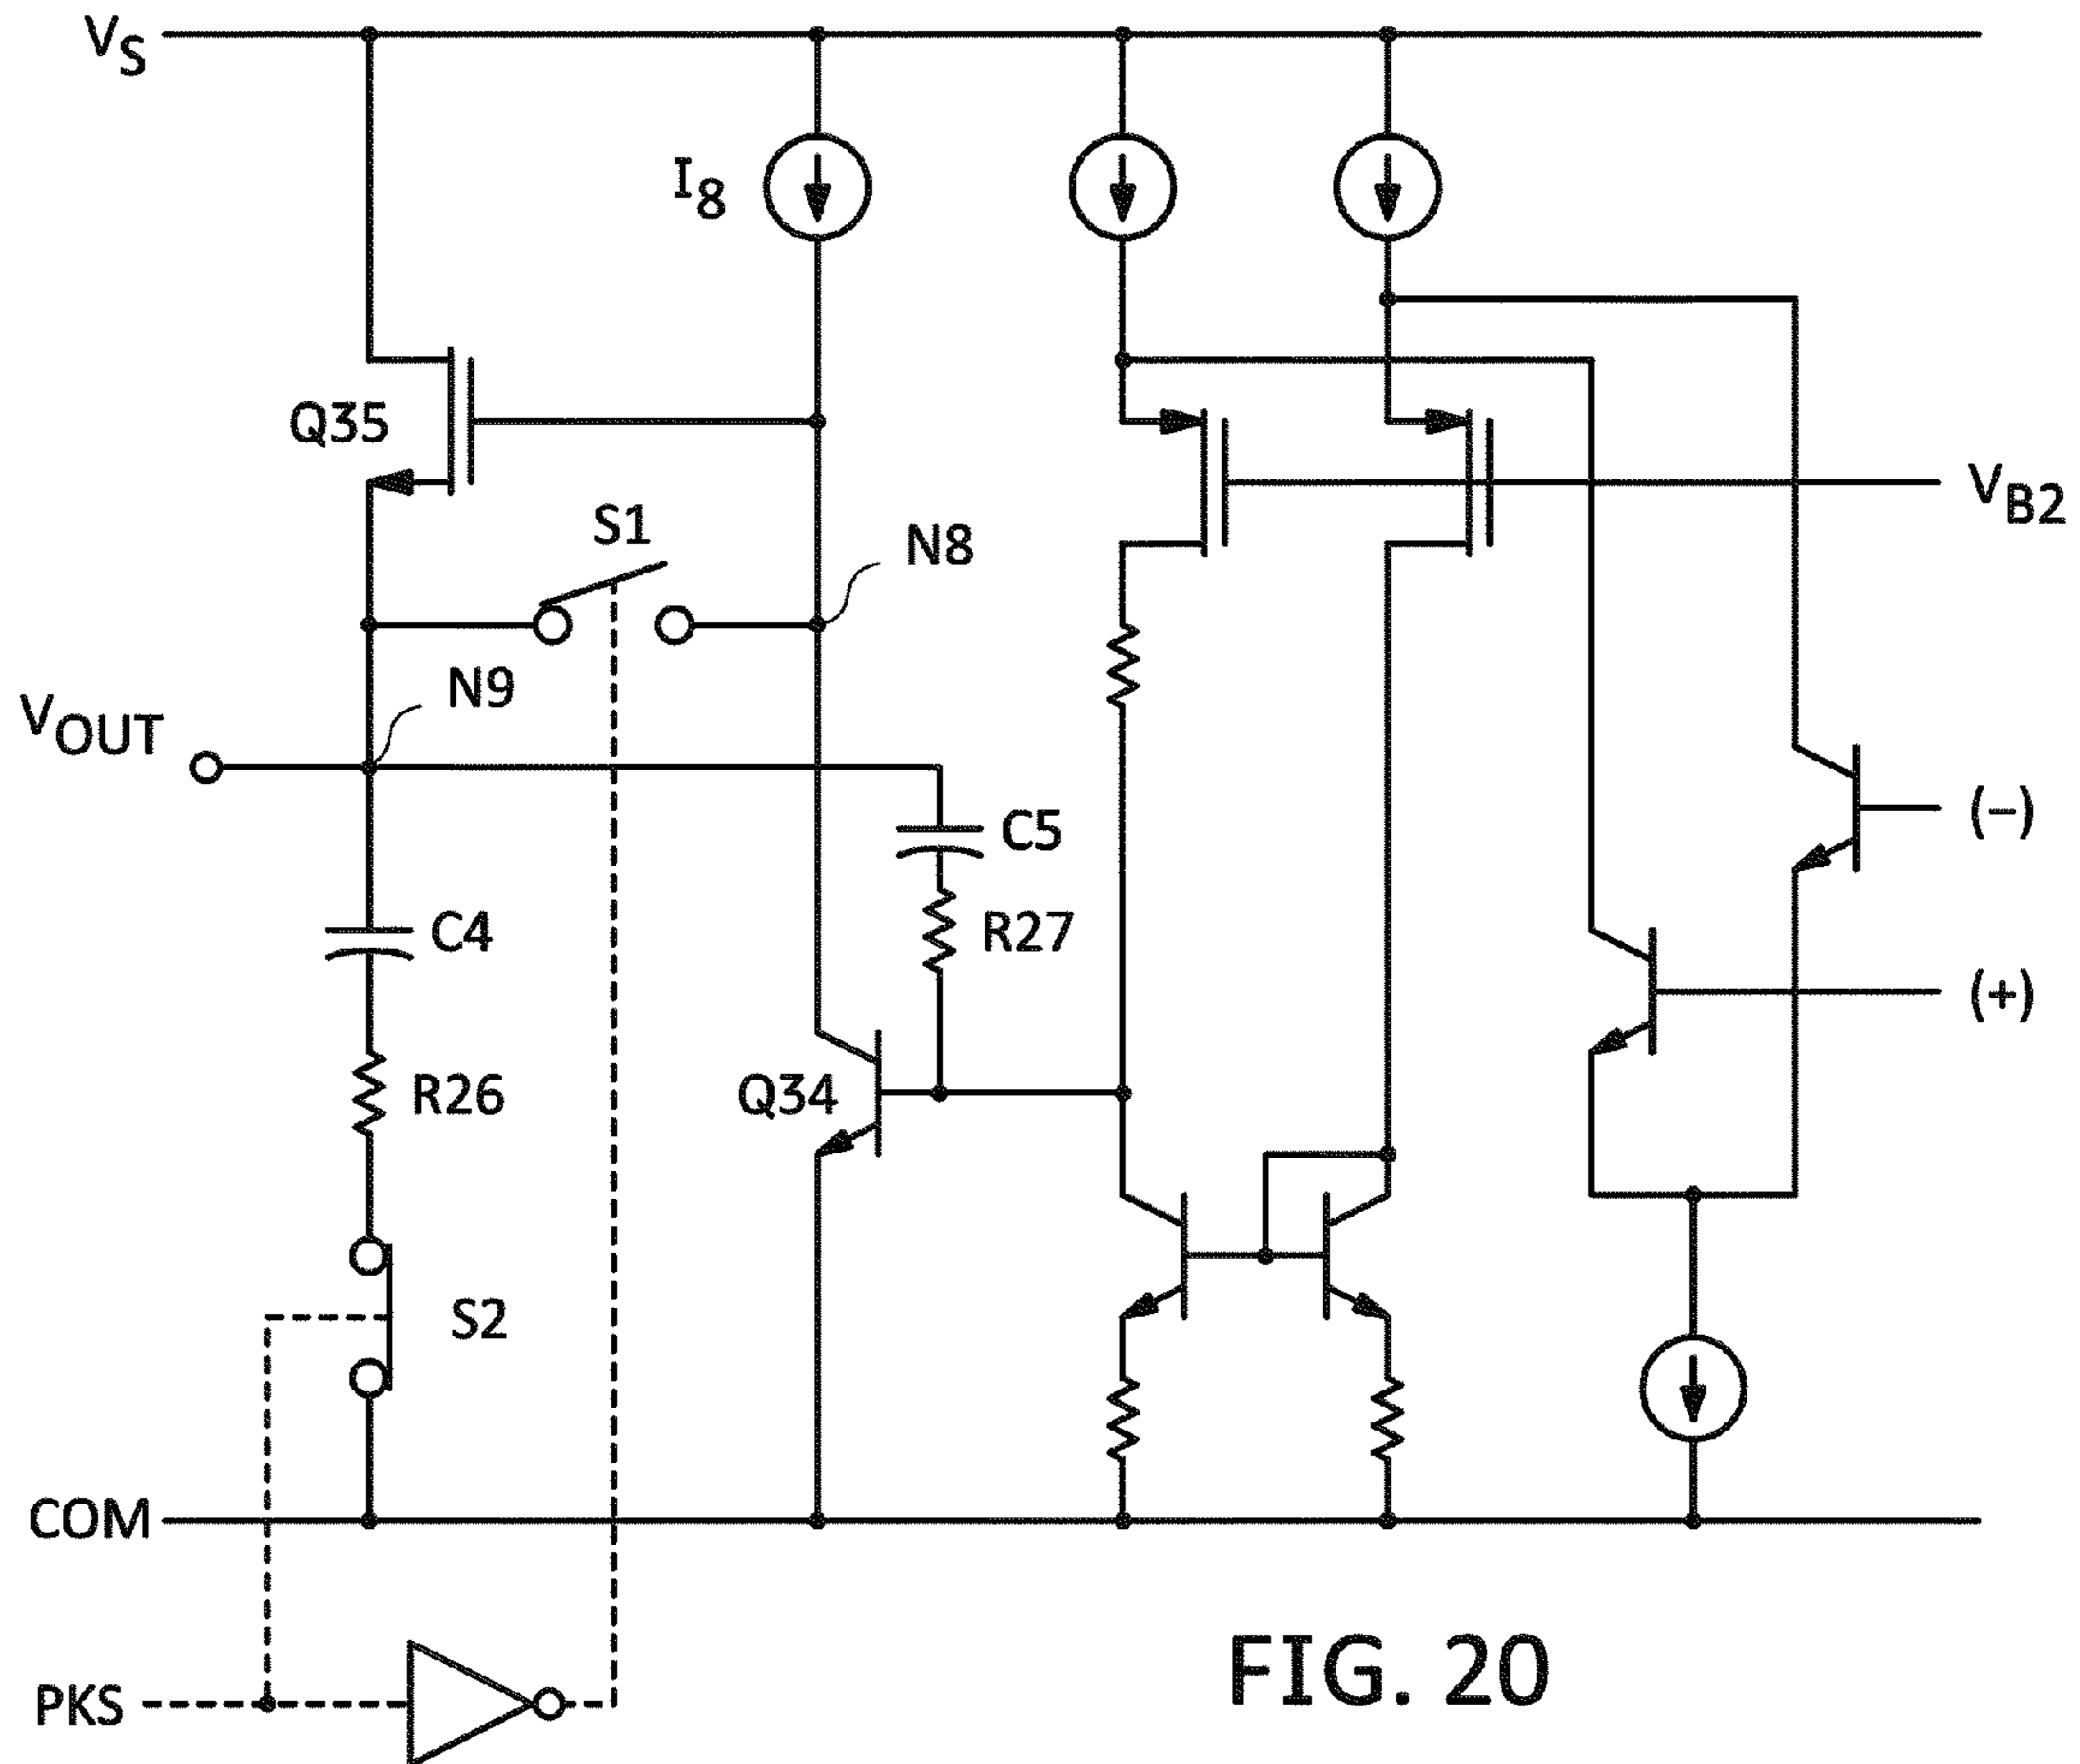 VS
I8
Q35
S1
N8
VB2
N9
VOUT
C5
(−)
C4
R27
(+)
R26
Q34
S2
COM
PKS
FIG. 20